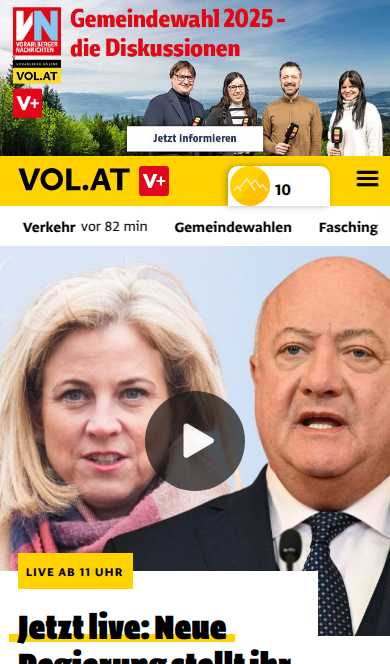 Gemeindewahl 2025 -
die Diskussionen
VN
VORARLBERGER
NACHRICHTEN
VORARLBERG ONLINE
VOL.AT
V+
Jetzt informieren
VOL.AT V+ 10
Verkehr vor 82 min Gemeindewahlen Fasching
LIVE AB 11 UHR
Jetzt live: Neue
Regierung stellt ihr